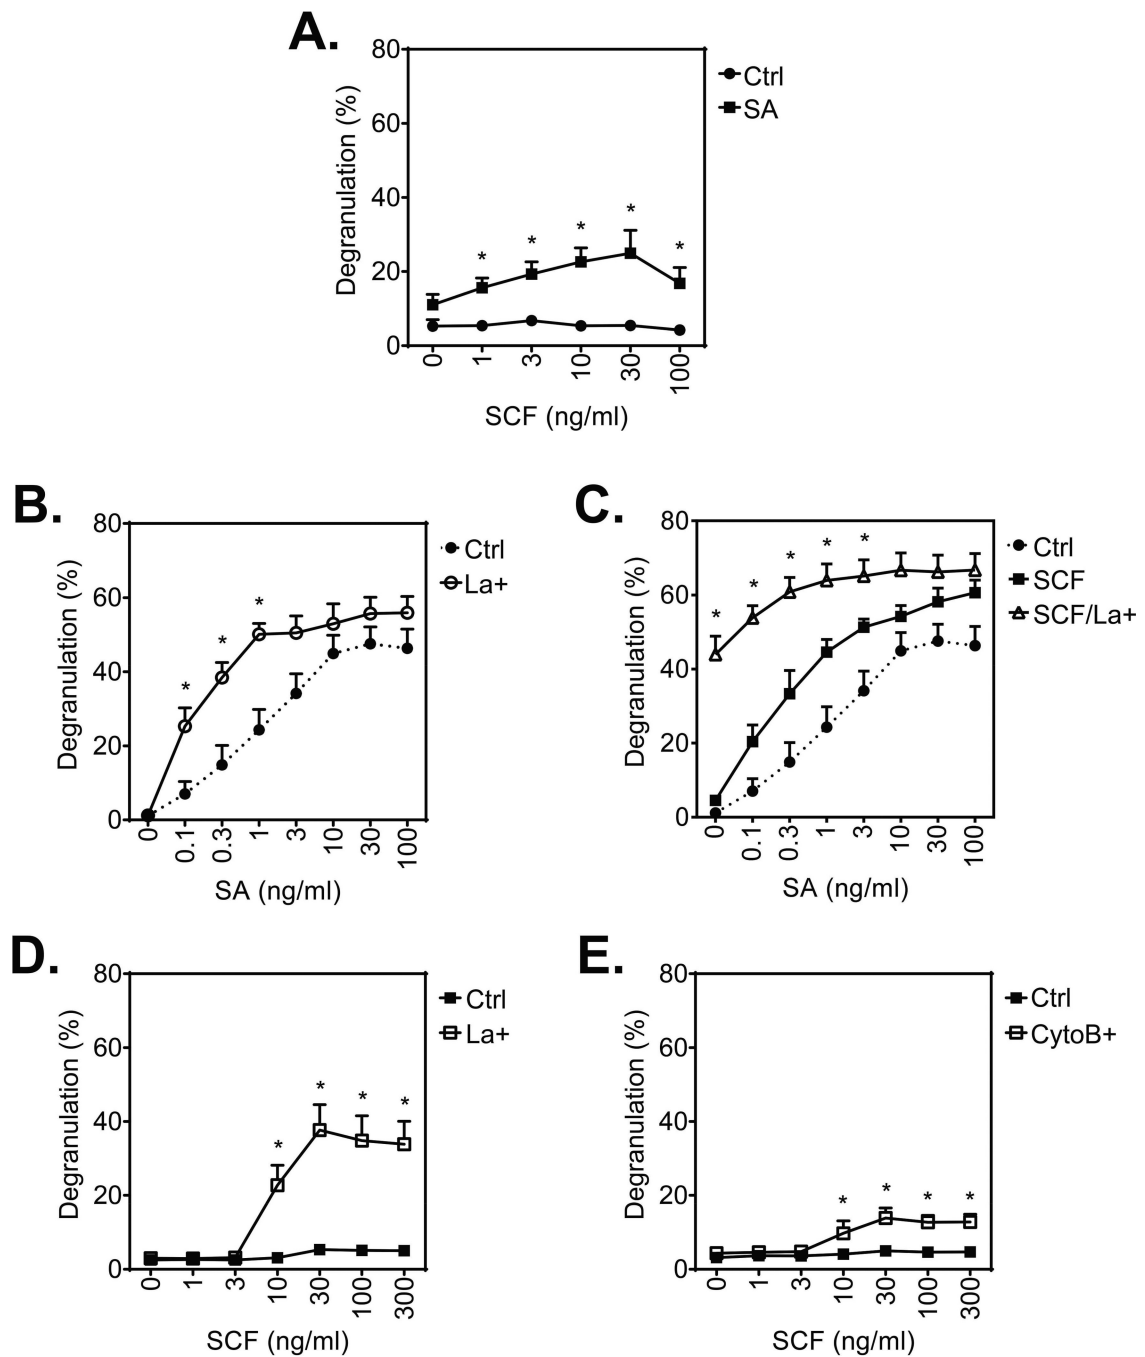 A.
Degranulation (%)
80
60
40
20
0
* * * * *
0 1 3 10 30 100
SCF (ng/ml)
Ctrl
SA
B.
Degranulation (%)
80
60
40
20
0
* * * *
0 0.1 0.3 1 3 10 30 100
SA (ng/ml)
Ctrl
La+
C.
Degranulation (%)
80
60
40
20
0
* * * * *
0 0.1 0.3 1 3 10 30 100
SA (ng/ml)
Ctrl
SCF
SCF/La+
D.
Degranulation (%)
80
60
40
20
0
* * * *
0 1 3 10 30 100 300
SCF (ng/ml)
Ctrl
La+
E.
Degranulation (%)
80
60
40
20
0
* * * *
0 1 3 10 30 100 300
SCF (ng/ml)
Ctrl
CytoB+